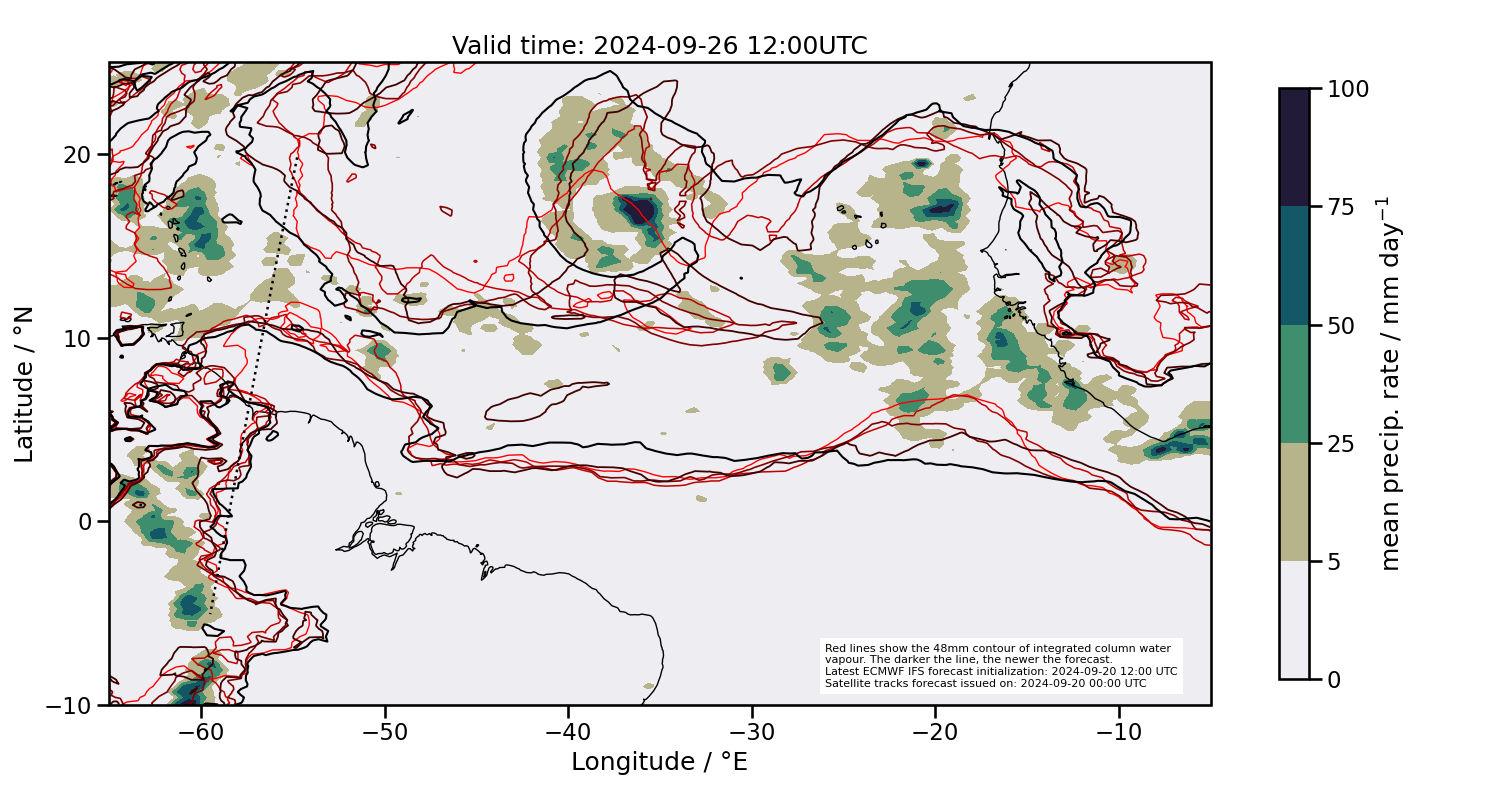 Valid time: 2024-09-26 12:00UTC
Latitude / °N
20
10
0
−10
−60
−50
−40
−30
−20
−10
Longitude / °E
Red lines show the 48mm contour of integrated column water
vapour. The darker the line, the newer the forecast.
Latest ECMWF IFS forecast initialization: 2024-09-20 12:00 UTC
Satellite tracks forecast issued on: 2024-09-20 00:00 UTC
100
75
50
25
5
0
mean precip. rate / mm day⁻¹